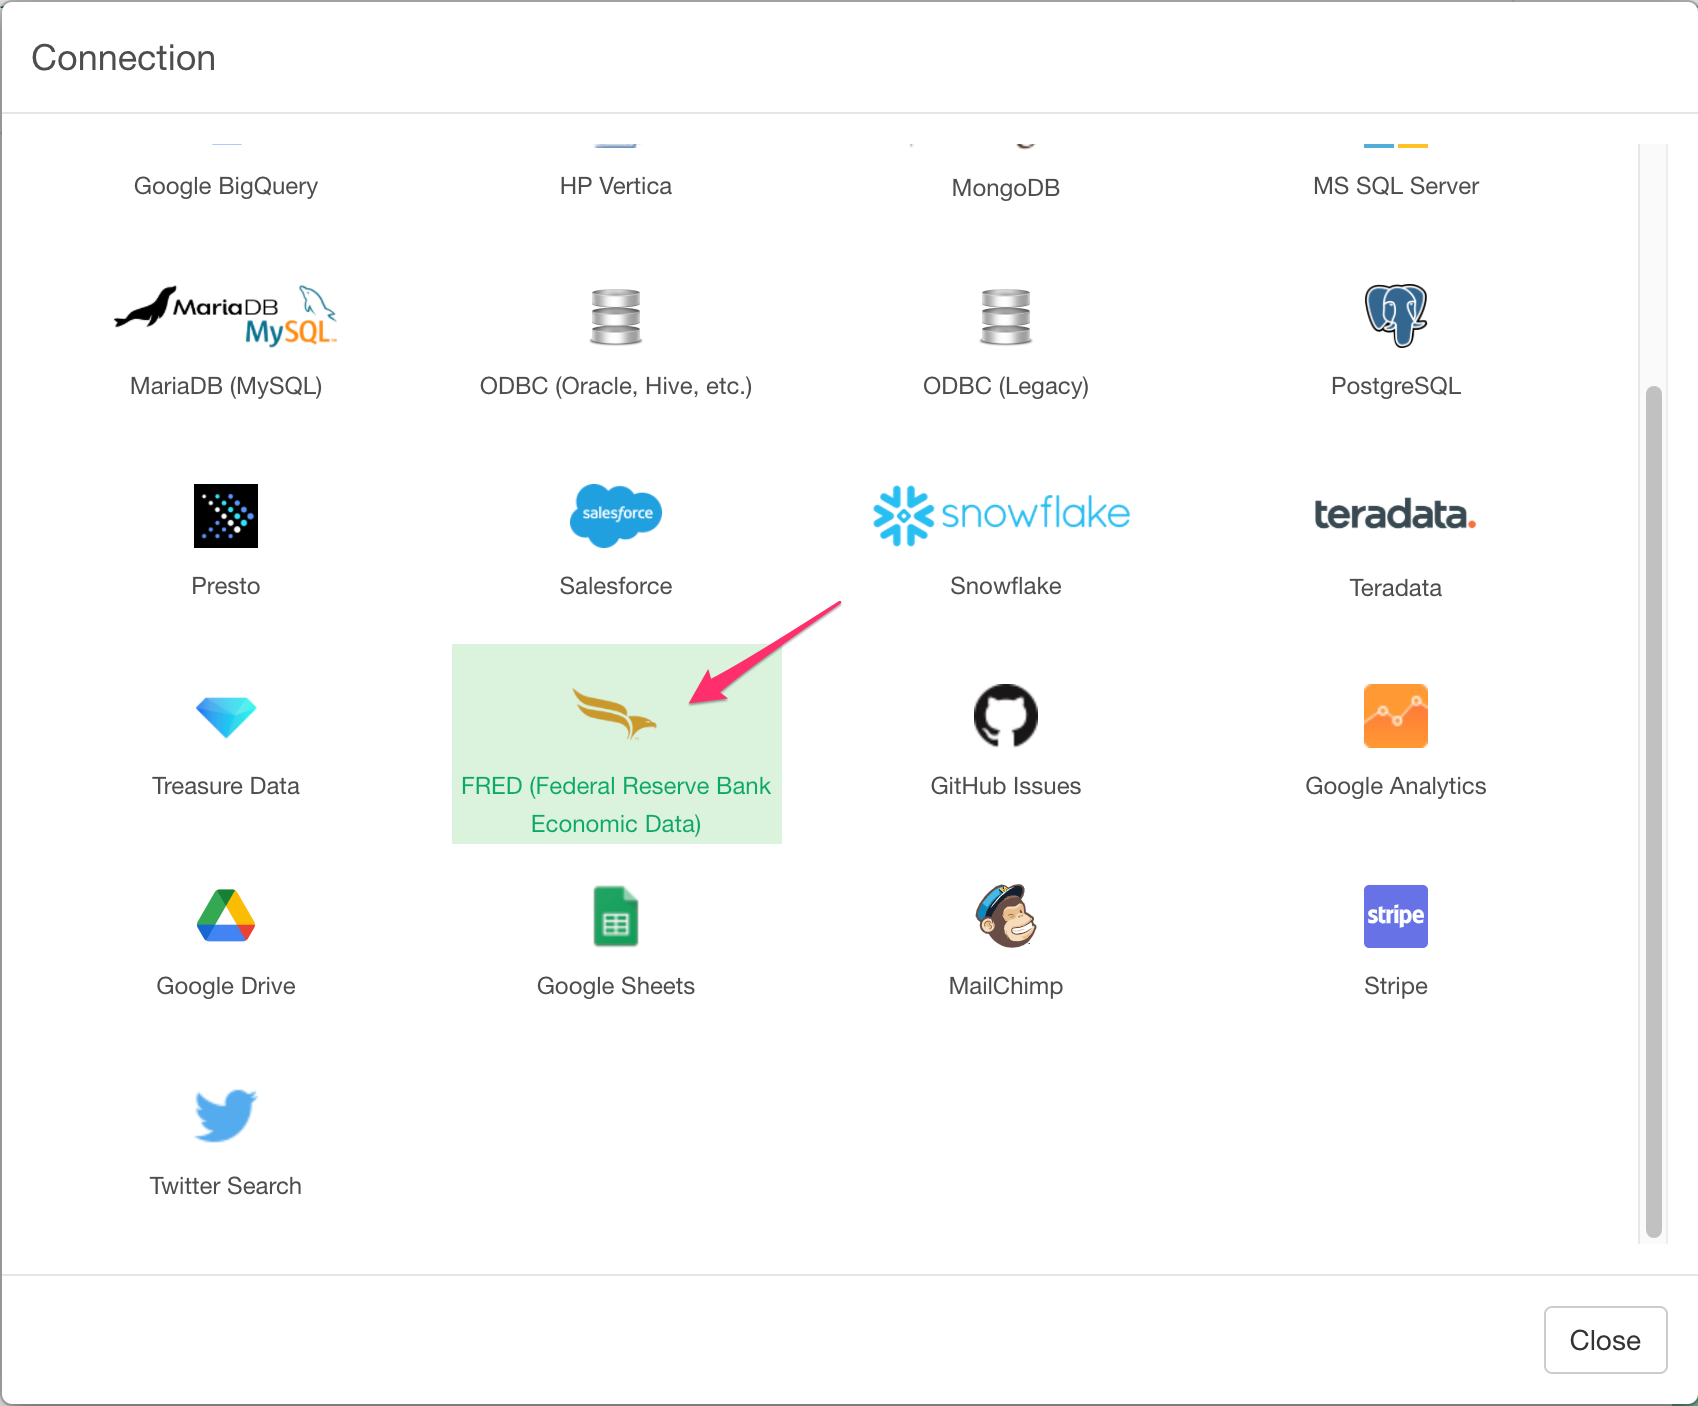 Connection
Google BigQuery
HP Vertica
MongoDB
MS SQL Server
MariaDB
MySQL
MariaDB (MySQL)
ODBC (Oracle, Hive, etc.)
ODBC (Legacy)
PostgreSQL
salesforce
snowflake
teradata.
Presto
Salesforce
Snowflake
Teradata
Treasure Data
FRED (Federal Reserve Bank
Economic Data)
GitHub Issues
Google Analytics
stripe
Google Drive
Google Sheets
MailChimp
Stripe
Twitter Search
Close